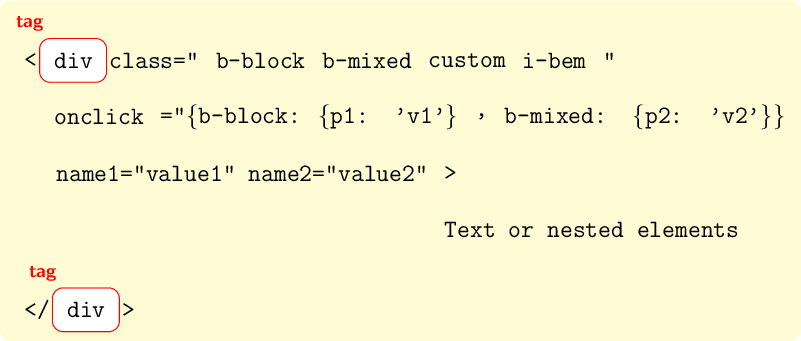 tag
<div class=" b-block b-mixed custom i-bem "
onclick ="{b-block: {p1: 'v1'} , b-mixed: {p2: 'v2'}}
name1="value1" name2="value2" >
Text or nested elements
tag
</div>